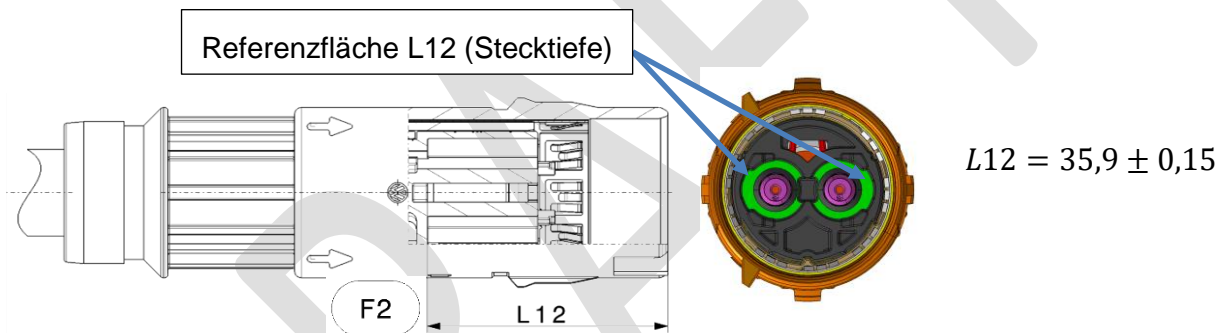 Referenzfläche L12 (Stecktiefe)
L12 = 35,9 ± 0,15
F2
L12